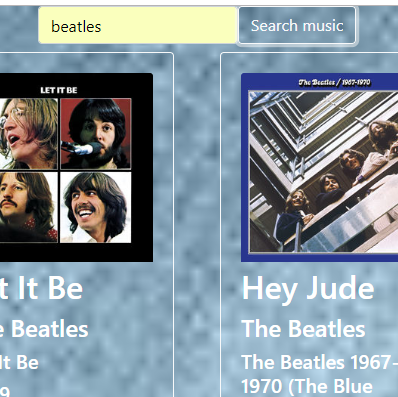 beatles
Search music
LET IT BE
The Beatles / 1967-1970
t It Be
e Beatles
It Be
9
Hey Jude
The Beatles
The Beatles 1967-
1970 (The Blue